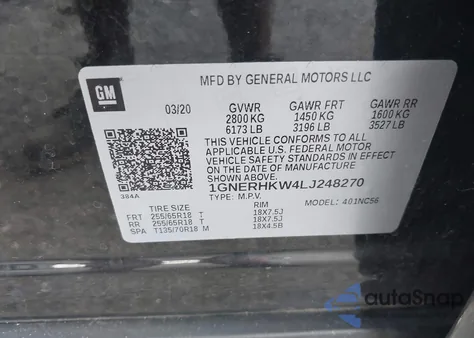 GM
MFD BY GENERAL MOTORS LLC
03/20 GVWR GAWR FRT GAWR RR
2800 KG 1450 KG 1600 KG
6173 LB 3196 LB 3527 LB
THIS VEHICLE CONFORMS TO ALL
APPLICABLE U.S. FEDERAL MOTOR
VEHICLE SAFETY STANDARDS IN
EFFECT ON THE DATE
OF MANUFACTURE SHOWN ABOVE.
384A 1GNERHKW4LJ248270
TYPE: M.P.V. MODEL: 401NC56
TIRE SIZE RIM
FRT 255/65R18 T 18X7.5J
RR 255/65R18 T 18X7.5J
SPA T135/70R18 M 18X4.5B
autoSnap